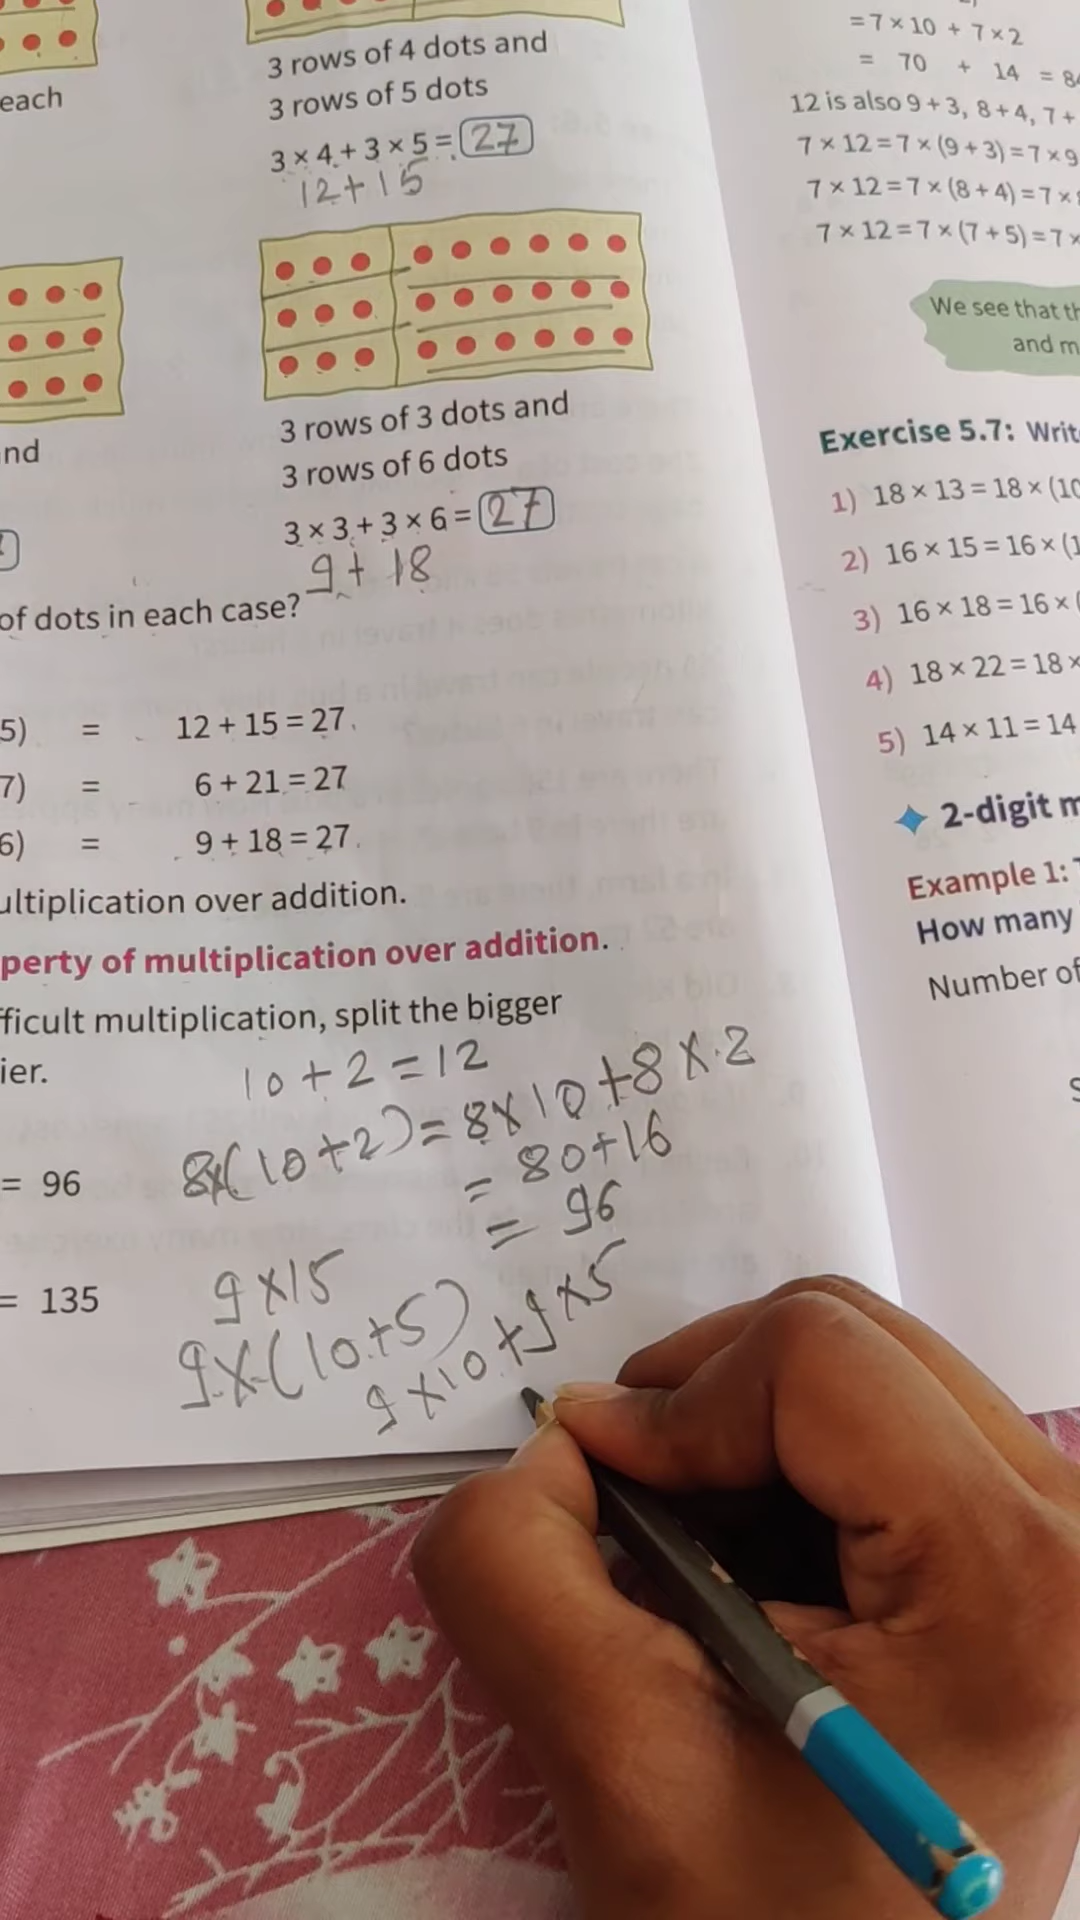 each
3 rows of 4 dots and
3 rows of 5 dots
3 × 4 + 3 × 5 = 27
12+15
nd
3 rows of 3 dots and
3 rows of 6 dots
3 × 3 + 3 × 6 = 27
9+18
of dots in each case?
5) = 12 + 15 = 27
7) = 6 + 21 = 27
6) = 9 + 18 = 27
ultiplication over addition.
perty of multiplication over addition.
fficult multiplication, split the bigger
ier.
10+2=12
8×(10+2)=8×10+8×2
= 80+16
= 96
= 96
9×15
= 135
9×(10+5)
9×10+9×5
= 7 × 10 + 7 × 2
= 70 + 14 = 84
12 is also 9 + 3, 8 + 4, 7 +
7 × 12 = 7 × (9 + 3) = 7 × 9
7 × 12 = 7 × (8 + 4) = 7 ×
7 × 12 = 7 × (7 + 5) = 7 ×
We see that th
and m
Exercise 5.7: Writ
1) 18 × 13 = 18 × (10
2) 16 × 15 = 16 × (1
3) 16 × 18 = 16 × (
4) 18 × 22 = 18 ×
5) 14 × 11 = 14
2-digit m
Example 1:
How many
Number of